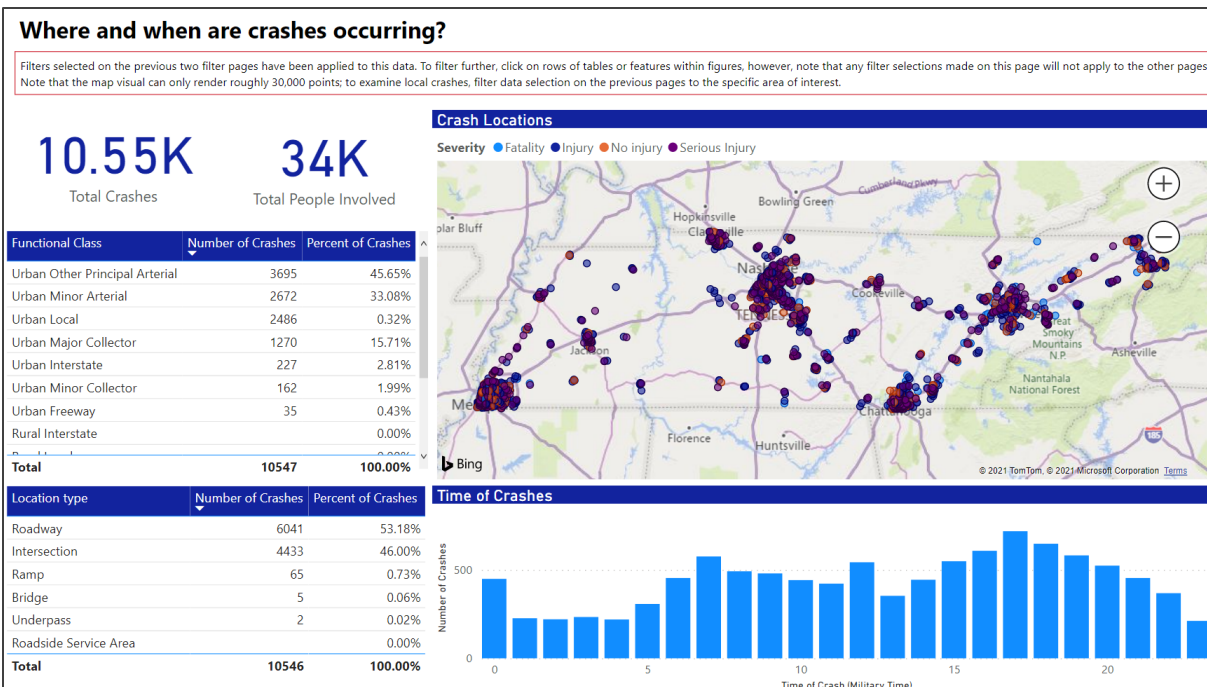 Where and when are crashes occurring?
Filters selected on the previous two filter pages have been applied to this data. To filter further, click on rows of tables or features within figures, however, note that any filter selections made on this page will not apply to the other pages
Note that the map visual can only render roughly 30,000 points; to examine local crashes, filter data selection on the previous pages to the specific area of interest.
10.55K
Total Crashes
34K
Total People Involved
Functional Class Number of Crashes Percent of Crashes
Urban Other Principal Arterial 3695 45.65%
Urban Minor Arterial 2672 33.08%
Urban Local 2486 0.32%
Urban Major Collector 1270 15.71%
Urban Interstate 227 2.81%
Urban Minor Collector 162 1.99%
Urban Freeway 35 0.43%
Rural Interstate 0.00%
Total 10547 100.00%
Location type Number of Crashes Percent of Crashes
Roadway 6041 53.18%
Intersection 4433 46.00%
Ramp 65 0.73%
Bridge 5 0.06%
Underpass 2 0.02%
Roadside Service Area 0.00%
Total 10546 100.00%
Crash Locations
Severity Fatality Injury No injury Serious Injury
plar Bluff
Hopkinsville
Bowling Green
Cumberland Pkwy
Cookeville
Jackson
Great
Smoky
Mountains
N.P.
Asheville
Nantahala
National Forest
Chattanooga
Florence
Huntsville
185
Bing
© 2021 TomTom, © 2021 Microsoft Corporation Terms
Time of Crashes
Number of Crashes
500
0
0 5 10 15 20
Time of Crash (Military Time)